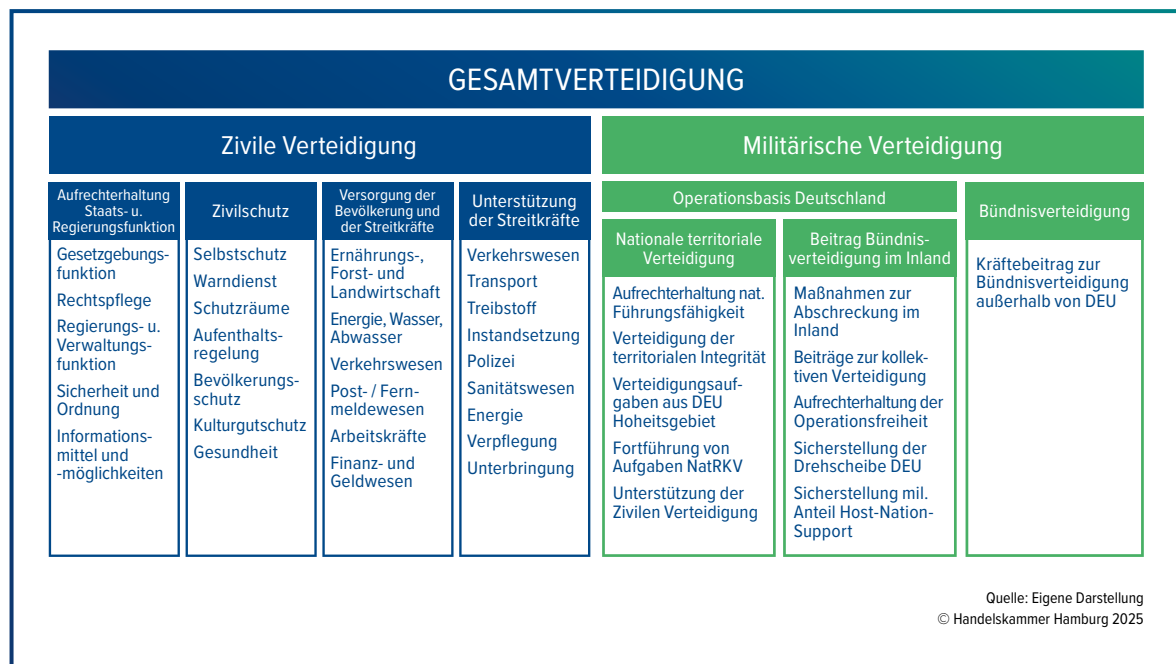 GESAMTVERTEIDIGUNG
Zivile Verteidigung
Aufrechterhaltung
Staats- u.
Regierungsfunktion
Gesetzgebungs-
funktion
Rechtspflege
Regierungs- u.
Verwaltungs-
funktion
Sicherheit und
Ordnung
Informations-
mittel und
-möglichkeiten
Zivilschutz
Selbstschutz
Warndienst
Schutzräume
Aufenthalts-
regelung
Bevölkerungs-
schutz
Kulturgutschutz
Gesundheit
Versorgung der
Bevölkerung und
der Streitkräfte
Ernährungs-,
Forst- und
Landwirtschaft
Energie, Wasser,
Abwasser
Verkehrswesen
Post- / Fern-
meldewesen
Arbeitskräfte
Finanz- und
Geldwesen
Unterstützung
der Streitkräfte
Verkehrswesen
Transport
Treibstoff
Instandsetzung
Polizei
Sanitätswesen
Energie
Verpflegung
Unterbringung
Militärische Verteidigung
Operationsbasis Deutschland
Nationale territoriale
Verteidigung
Aufrechterhaltung nat.
Führungsfähigkeit
Verteidigung der
territorialen Integrität
Verteidigungsauf-
gaben aus DEU
Hoheitsgebiet
Fortführung von
Aufgaben NatRKV
Unterstützung der
Zivilen Verteidigung
Beitrag Bündnis-
verteidigung im Inland
Maßnahmen zur
Abschreckung im
Inland
Beiträge zur kollek-
tiven Verteidigung
Aufrechterhaltung der
Operationsfreiheit
Sicherstellung der
Drehscheibe DEU
Sicherstellung mil.
Anteil Host-Nation-
Support
Bündnisverteidigung
Kräftebeitrag zur
Bündnisverteidigung
außerhalb von DEU
Quelle: Eigene Darstellung
© Handelskammer Hamburg 2025